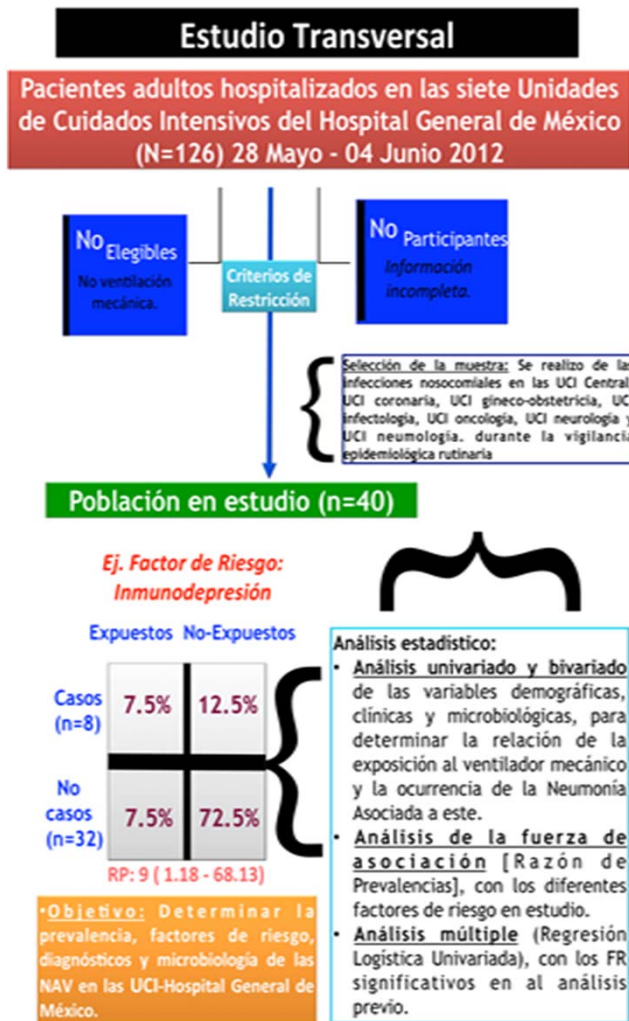 Estudio Transversal
Pacientes adultos hospitalizados en las siete Unidades
de Cuidados Intensivos del Hospital General de México
(N=126) 28 Mayo - 04 Junio 2012
No Elegibles
No ventilación
mecánica.
Criterios de
Restricción
No Participantes
Información
incompleta.
Selección de la muestra: Se realizo de las
infecciones nosocomiales en las UCI Central,
UCI coronaria, UCI gineco-obstetricia, UCI
infectología, UCI oncología, UCI neurología y
UCI neumología. durante la vigilancia
epidemiológica rutinaria
Población en estudio (n=40)
Ej. Factor de Riesgo:
Inmunodepresión
Expuestos No-Expuestos
Casos
(n=8)
7.5% 12.5%
No
casos
(n=32)
7.5% 72.5%
RP: 9 ( 1.18 - 68.13)
•Objetivo: Determinar la
prevalencia, factores de riesgo,
diagnósticos y microbiología de las
NAV en las UCI-Hospital General de
México.
Análisis estadístico:
• Análisis univariado y bivariado
de las variables demográficas,
clínicas y microbiológicas, para
determinar la relación de la
exposición al ventilador mecánico
y la ocurrencia de la Neumonía
Asociada a este.
• Análisis de la fuerza de
asociación [Razón de
Prevalencias], con los diferentes
factores de riesgo en estudio.
• Análisis múltiple (Regresión
Logística Univariada), con los FR
significativos en al análisis
previo.